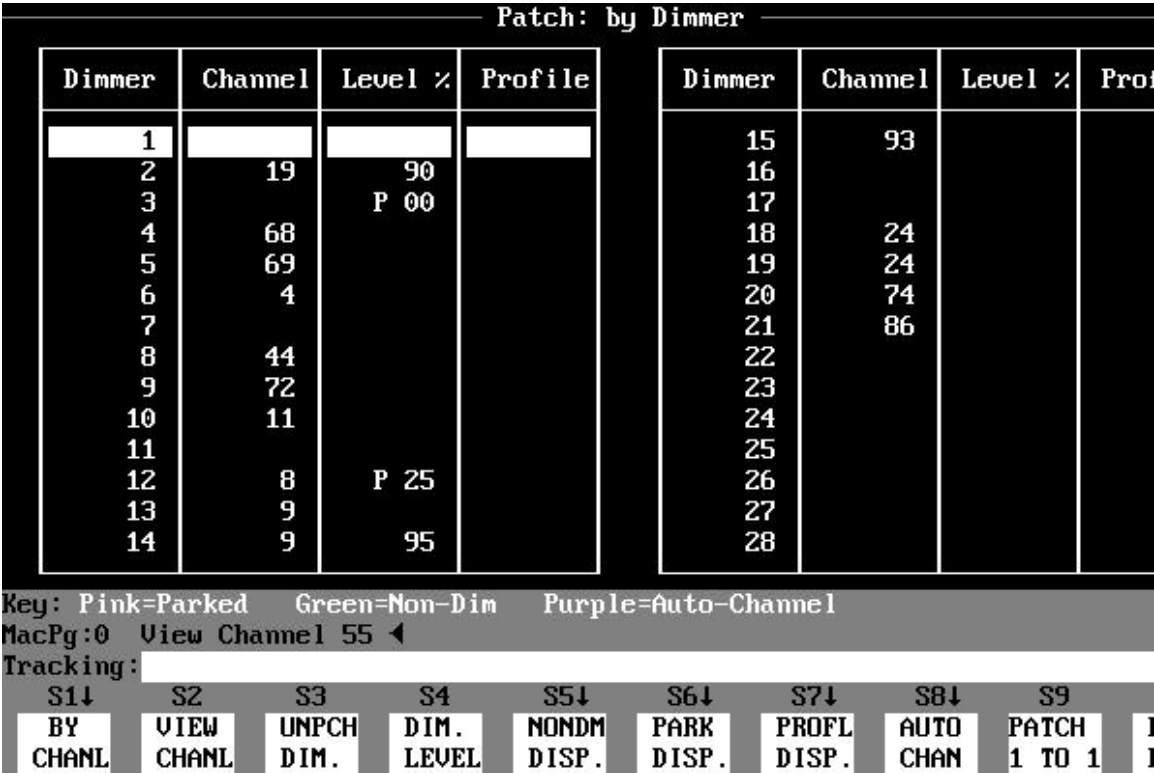 Patch: by Dimmer
Dimmer Channel Level % Profile Dimmer Channel Level %
1 15 93
2 19 90 16
3 P 00 17
4 68 18 24
5 69 19 24
6 4 20 74
7 21 86
8 44 22
9 72 23
10 11 24
11 25
12 8 P 25 26
13 9 27
14 9 95 28
Key: Pink=Parked Green=Non-Dim Purple=Auto-Channel
MacPg:0 View Channel 55
Tracking:
S1↓ S2 S3 S4 S5↓ S6↓ S7↓ S8↓ S9
BY VIEW UNPCH DIM. NONDM PARK PROFL AUTO PATCH
CHANL CHANL DIM. LEVEL DISP. DISP. DISP. CHAN 1 TO 1